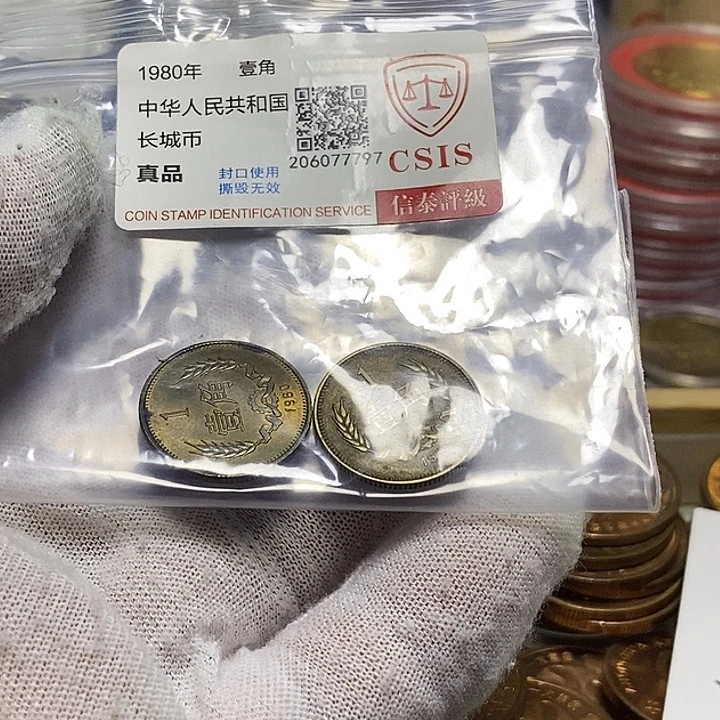 1980年 壹角
中华人民共和国
长城币
206077797
真品
封口使用
撕毁无效
CSIS
COIN STAMP IDENTIFICATION SERVICE
信泰評級
1
壹角
1980
1